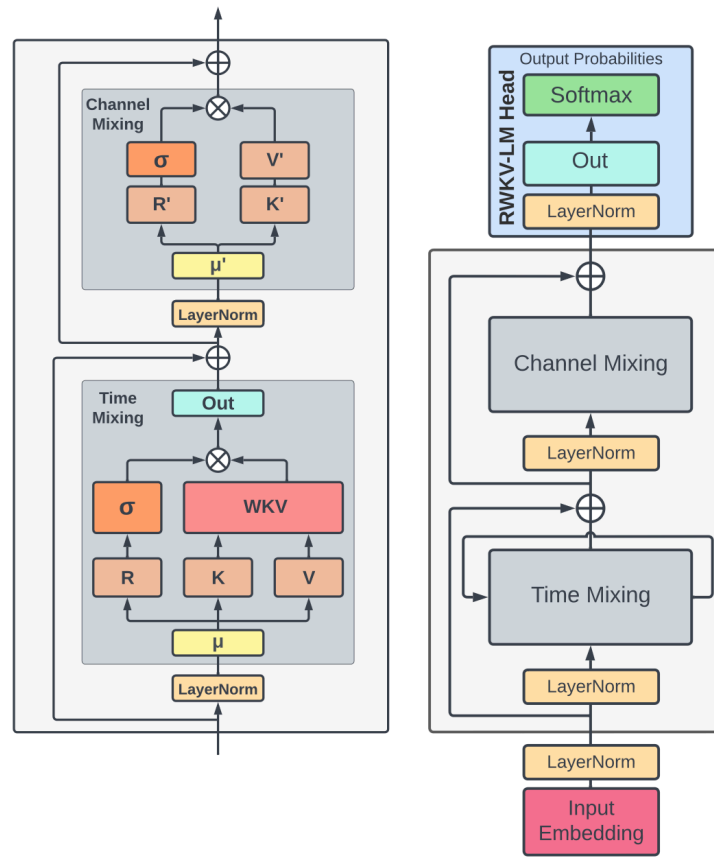 Channel
Mixing
σ
V'
R'
K'
μ'
LayerNorm
Time
Mixing
Out
σ
WKV
R
K
V
μ
LayerNorm
Output Probabilities
RWKV-LM Head
Softmax
Out
LayerNorm
Channel Mixing
LayerNorm
Time Mixing
LayerNorm
LayerNorm
Input
Embedding